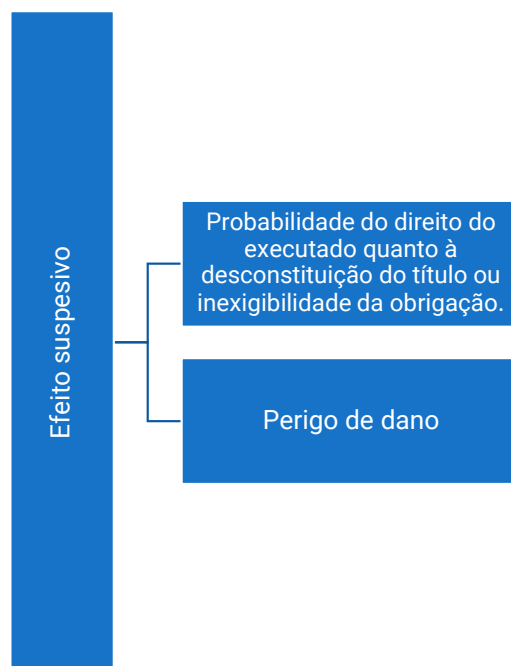 Efeito suspesivo
Probabilidade do direito do
executado quanto à
desconstituição do título ou
inexigibilidade da obrigação.
Perigo de dano